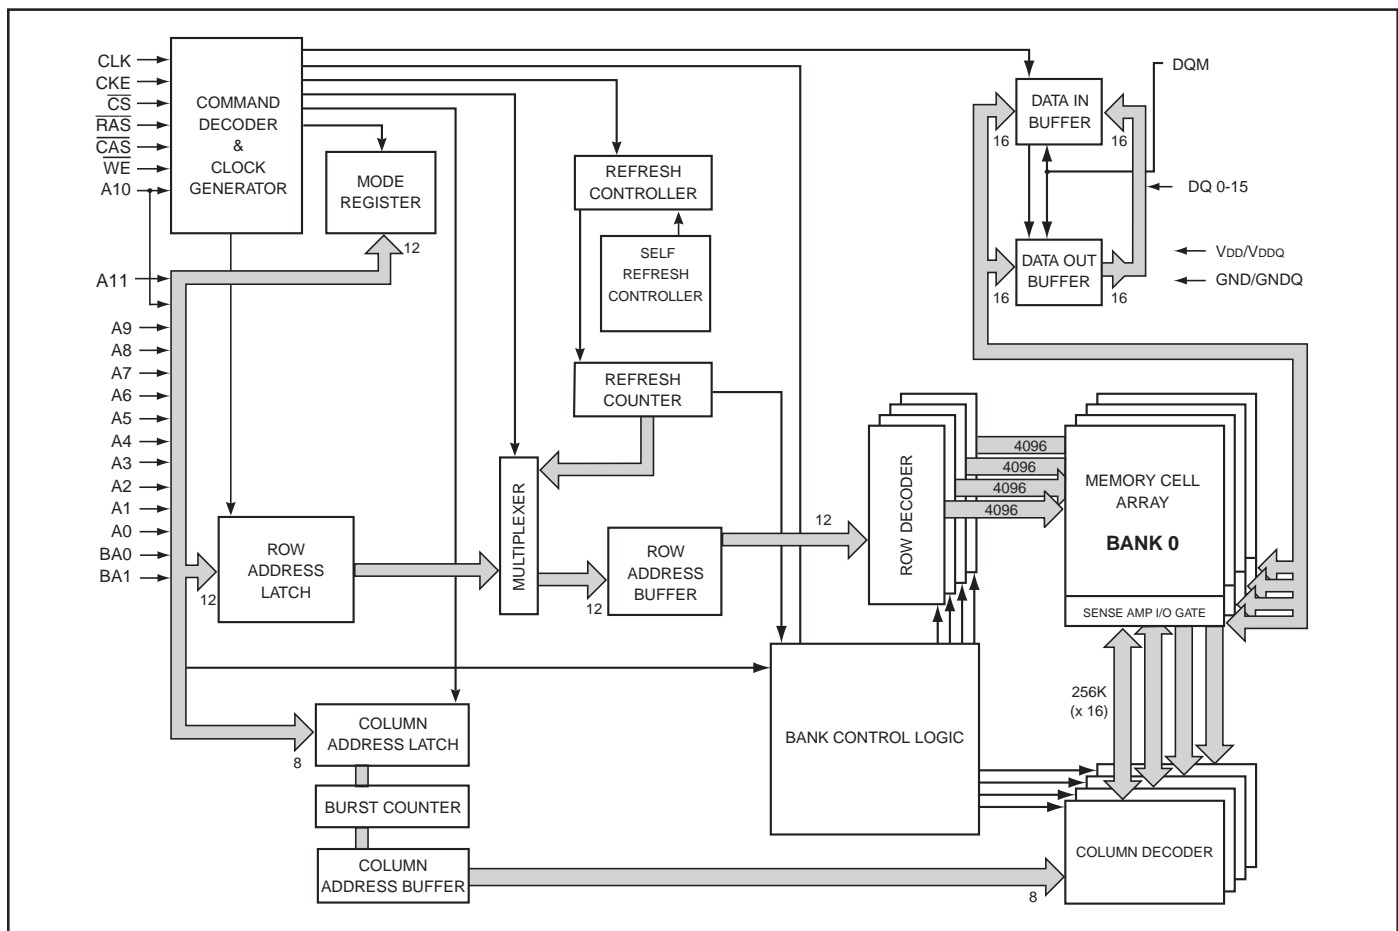 CLK
CKE
CS
RAS
CAS
WE
A10
A11
A9
A8
A7
A6
A5
A4
A3
A2
A1
A0
BA0
BA1
COMMAND
DECODER
&
CLOCK
GENERATOR
MODE
REGISTER
12
REFRESH
CONTROLLER
SELF
REFRESH
CONTROLLER
REFRESH
COUNTER
DATA IN
BUFFER
16
16
DQM
DQ 0-15
VDD/VDDQ
GND/GNDQ
DATA OUT
BUFFER
16
16
ROW
ADDRESS
LATCH
12
MULTIPLEXER
12
ROW
ADDRESS
BUFFER
12
ROW DECODER
4096
4096
4096
4096
MEMORY CELL
ARRAY
BANK 0
SENSE AMP I/O GATE
256K
(x 16)
BANK CONTROL LOGIC
COLUMN
ADDRESS LATCH
8
BURST COUNTER
COLUMN
ADDRESS BUFFER
8
COLUMN DECODER